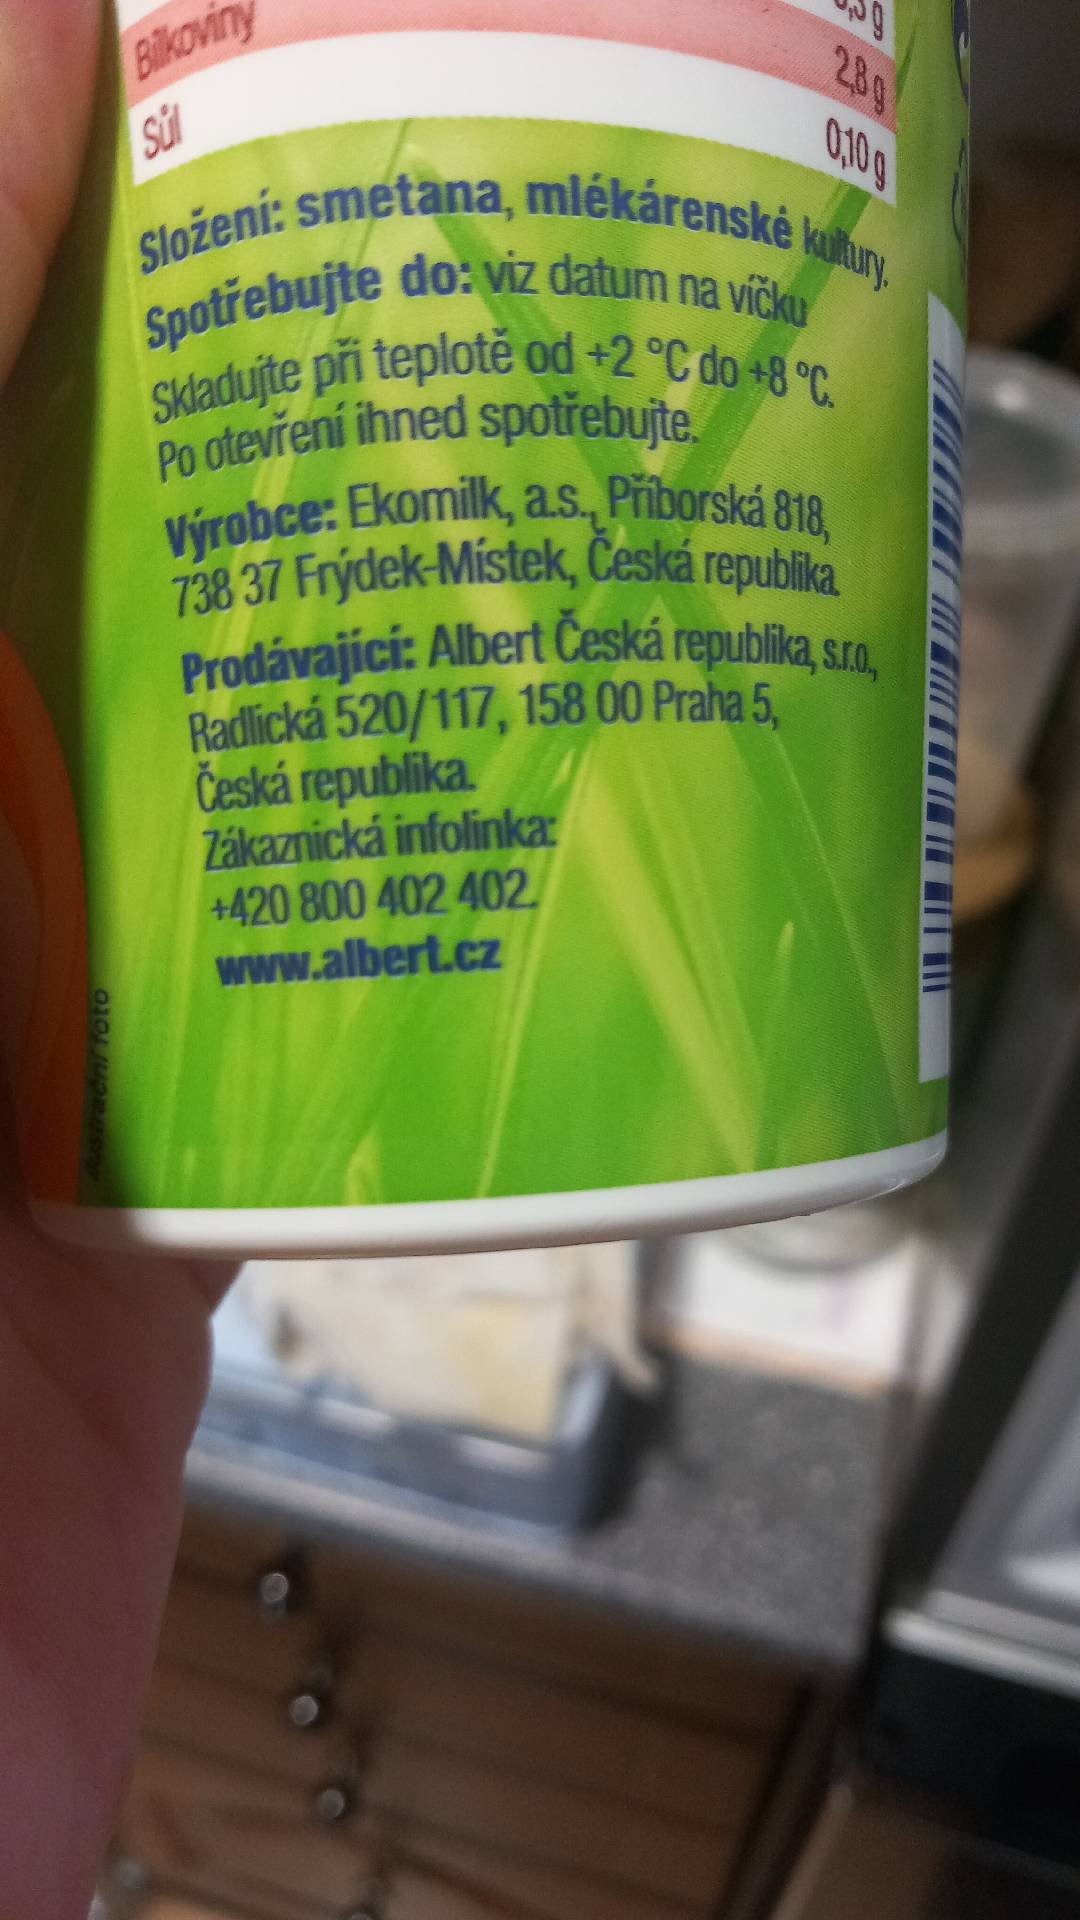 Bílkoviny 2,8 g
Sůl 0,10 g
Složení: smetana, mlékárenské kultury.
Spotřebujte do: viz datum na víčku
Skladujte při teplotě od +2 °C do +8 °C.
Po otevření ihned spotřebujte.
Výrobce: Ekomilk, a.s., Příborská 818,
738 37 Frýdek-Místek, Česká republika.
Prodávající: Albert Česká republika, s.r.o.,
Radlická 520/117, 158 00 Praha 5,
Česká republika.
Zákaznická infolinka:
+420 800 402 402.
www.albert.cz
foto